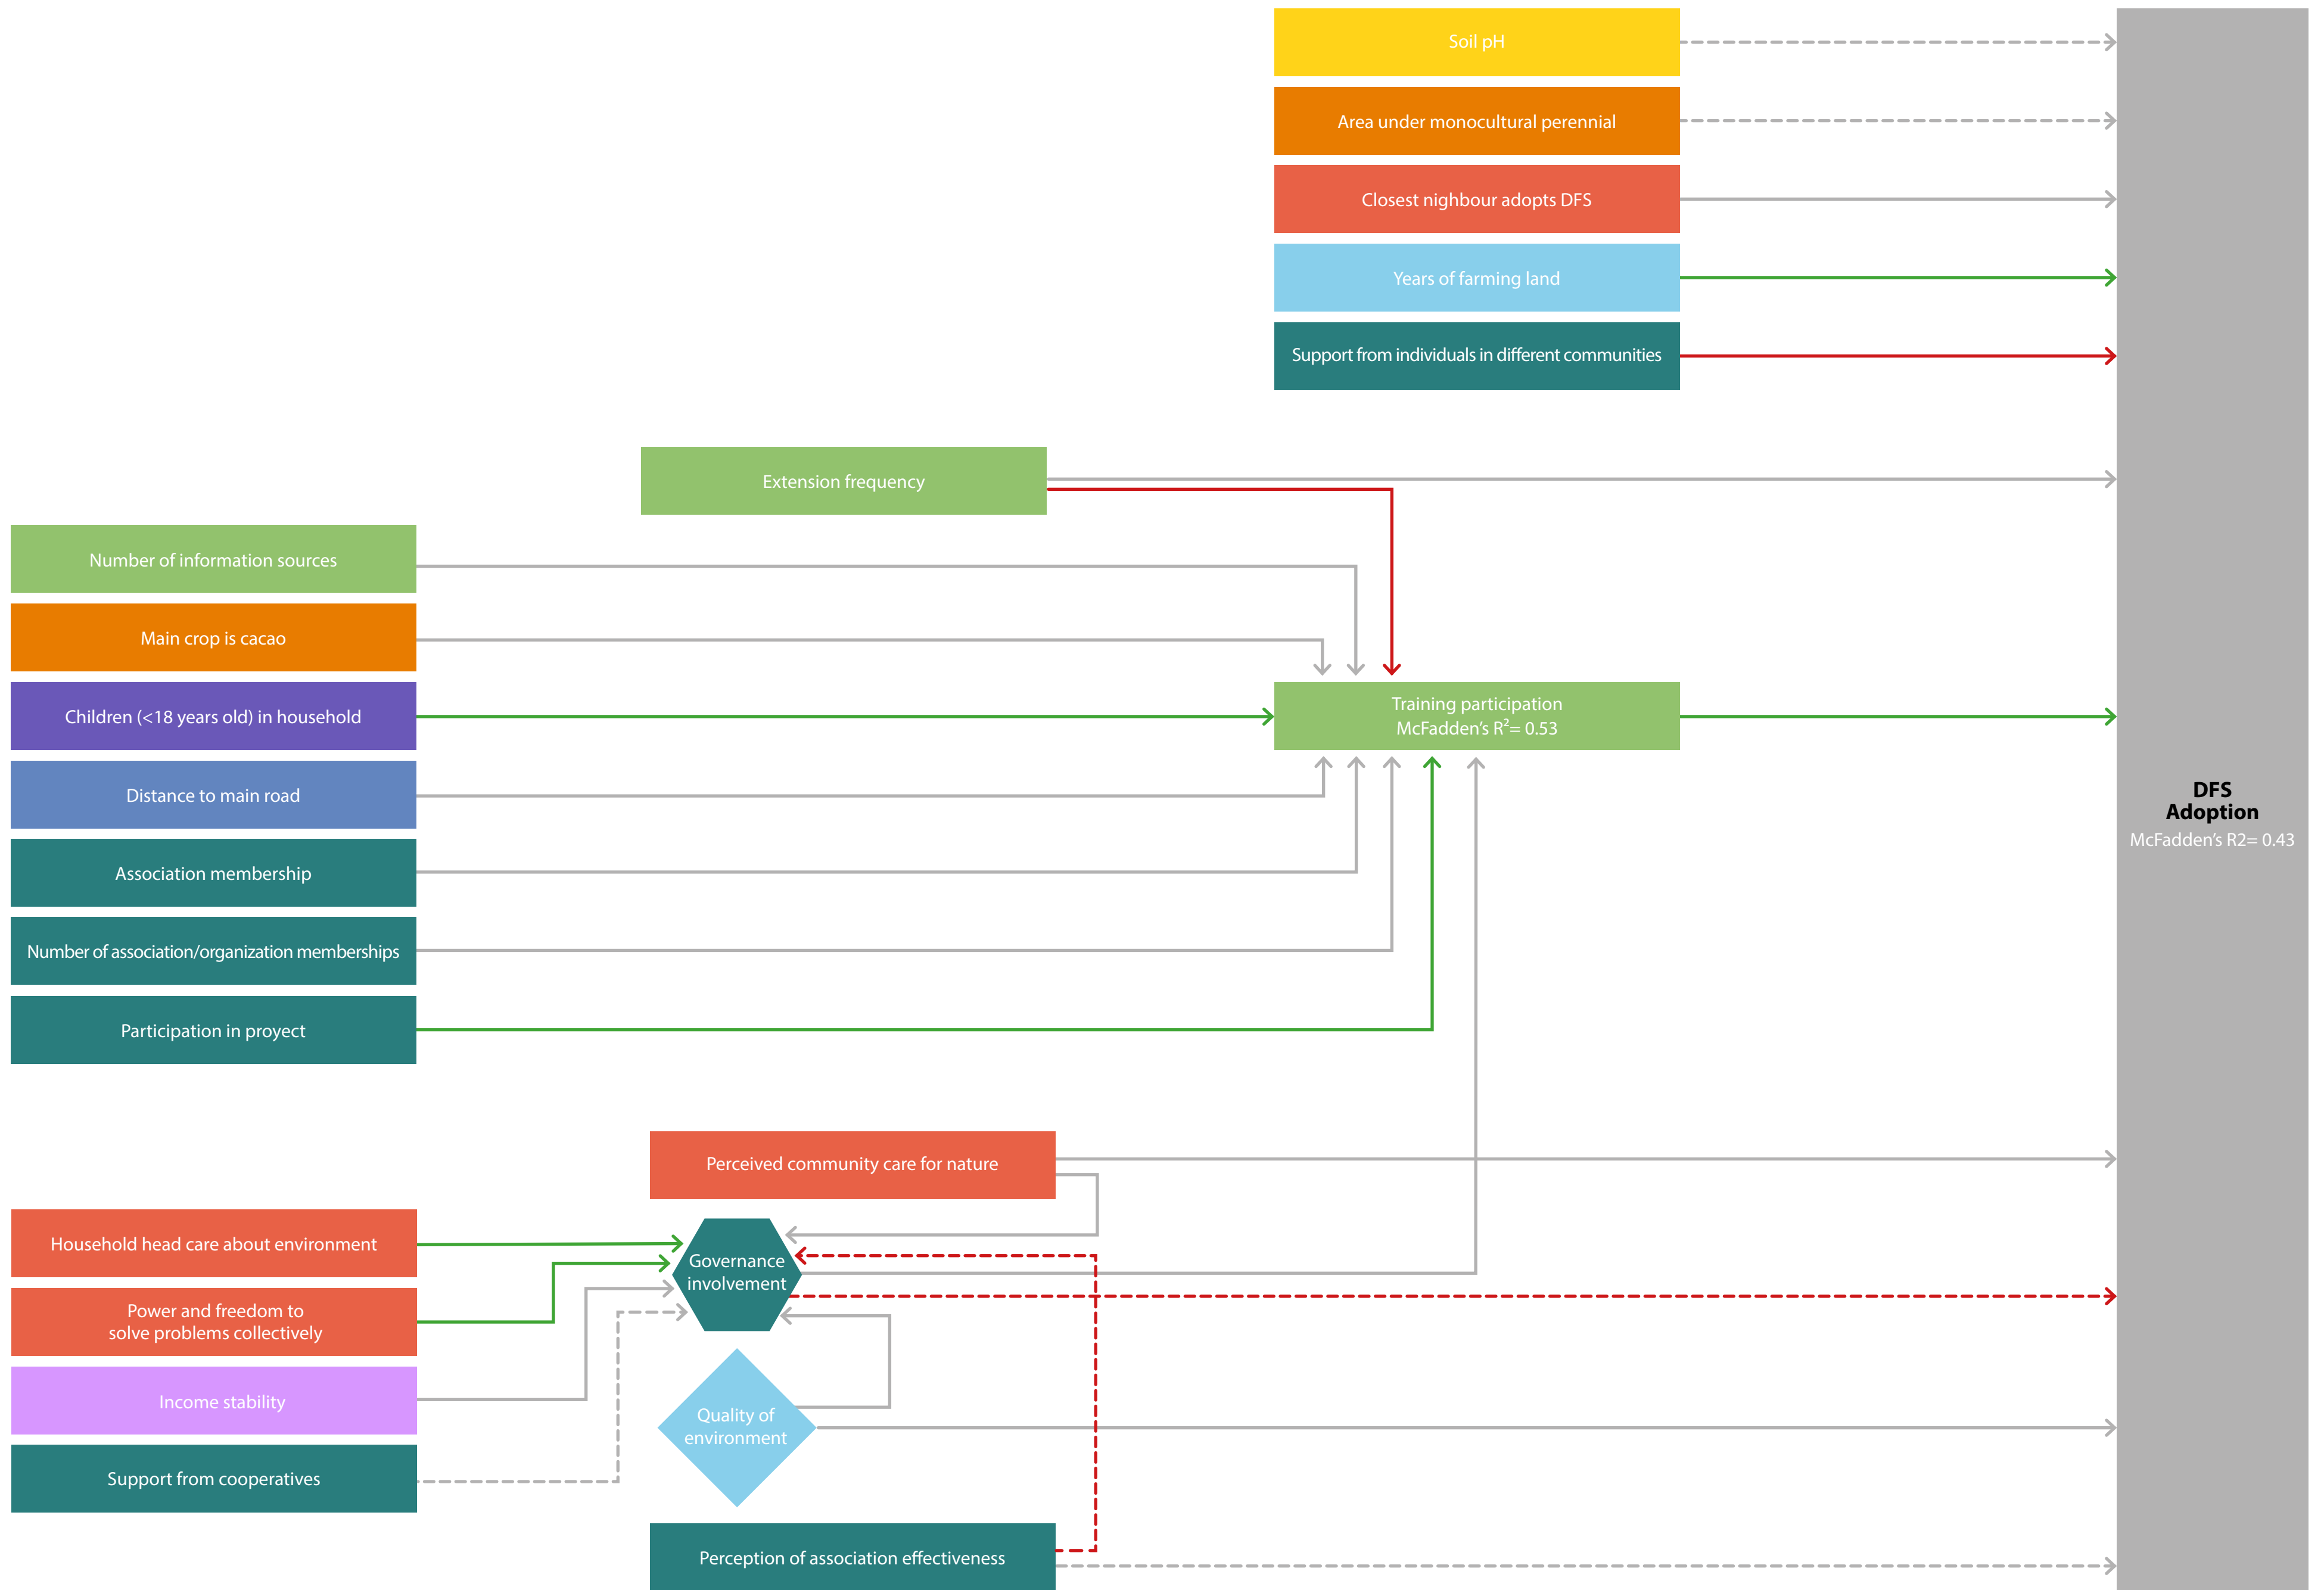 Soil pH
Area under monocultural perennial
Closest nighbour adopts DFS
Years of farming land
Support from individuals in different communities
Extension frequency
Number of information sources
Main crop is cacao
Children (<18 years old) in household
Training participation
McFadden's R²= 0.53
Distance to main road
DFS
Adoption
McFadden's R2= 0.43
Association membership
Number of association/organization memberships
Participation in proyect
Perceived community care for nature
Household head care about environment
Governance
involvement
Power and freedom to
solve problems collectively
Income stability
Quality of
environment
Support from cooperatives
Perception of association effectiveness